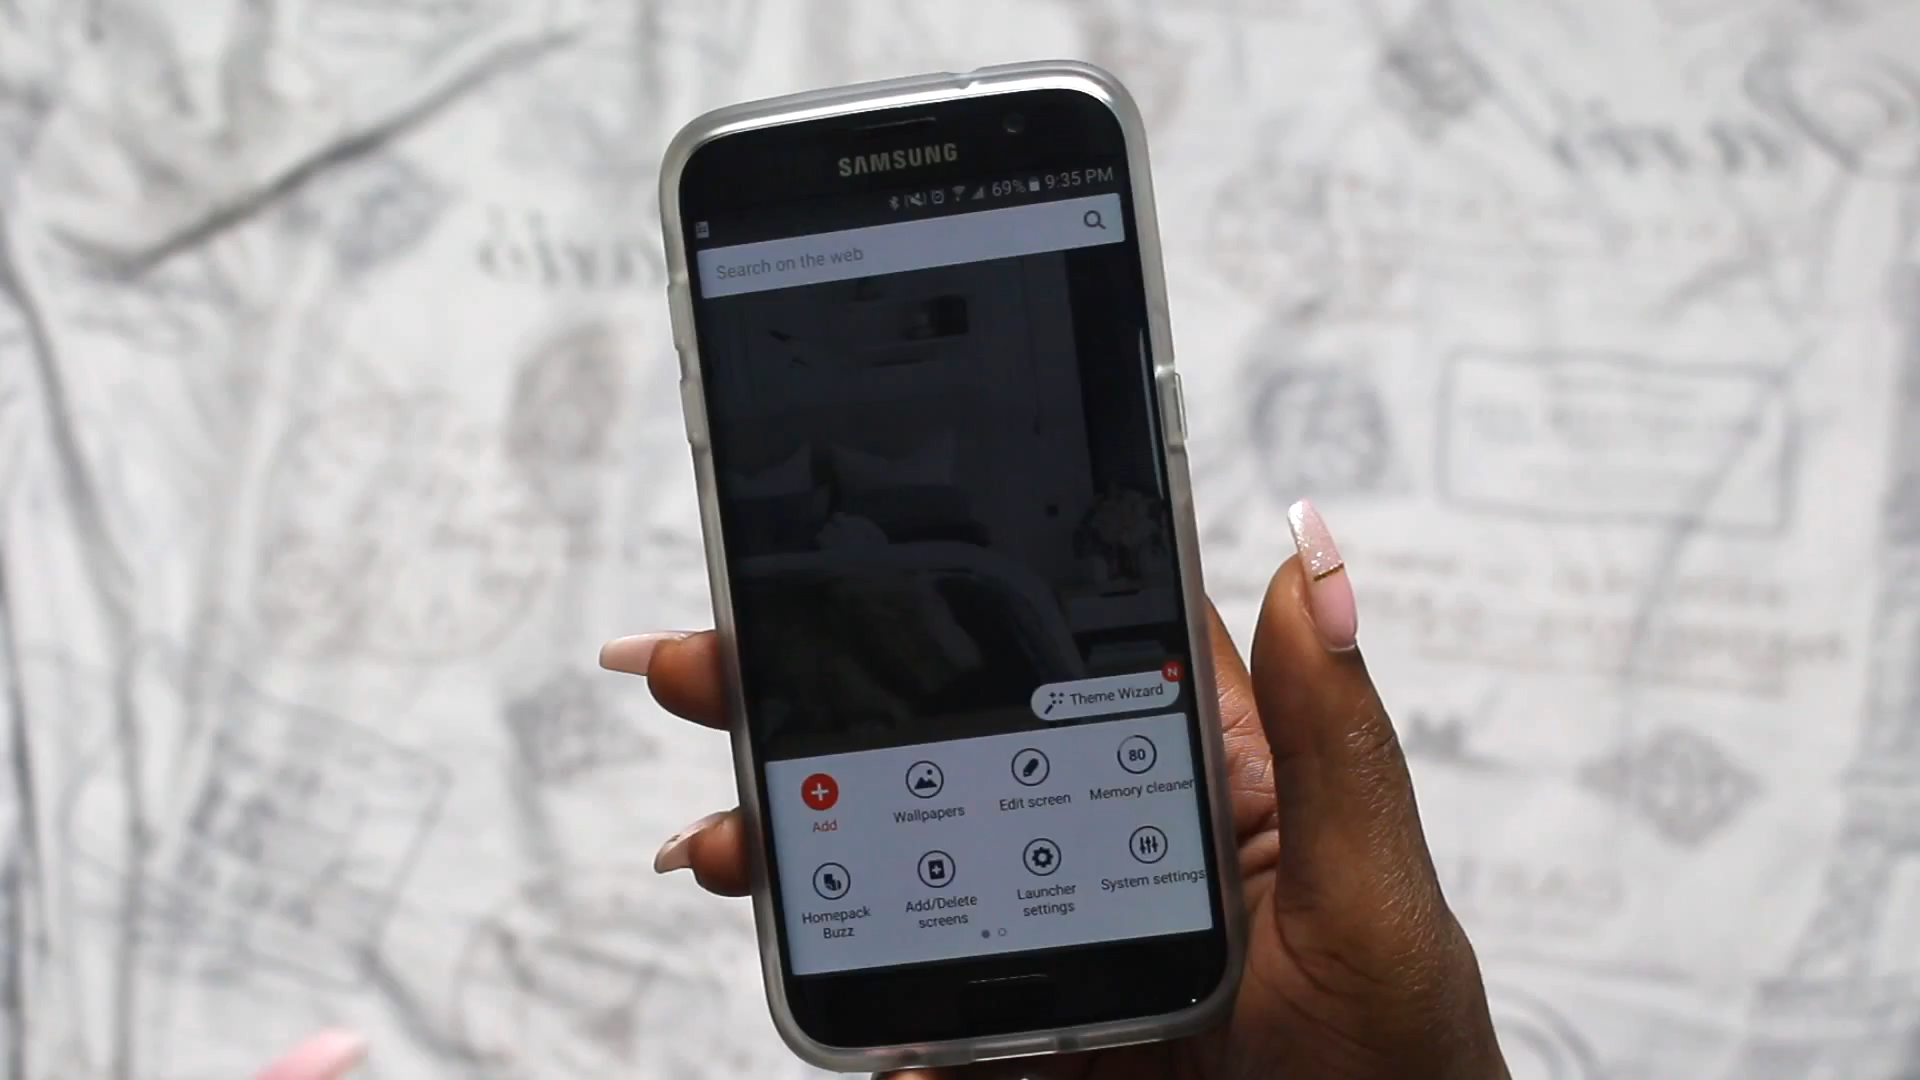 SAMSUNG
69% 9:35 PM
Search on the web
N
Theme Wizard
Add
Wallpapers
Edit screen
80
Memory cleaner
Homepack
Buzz
Add/Delete
screens
Launcher
settings
System settings